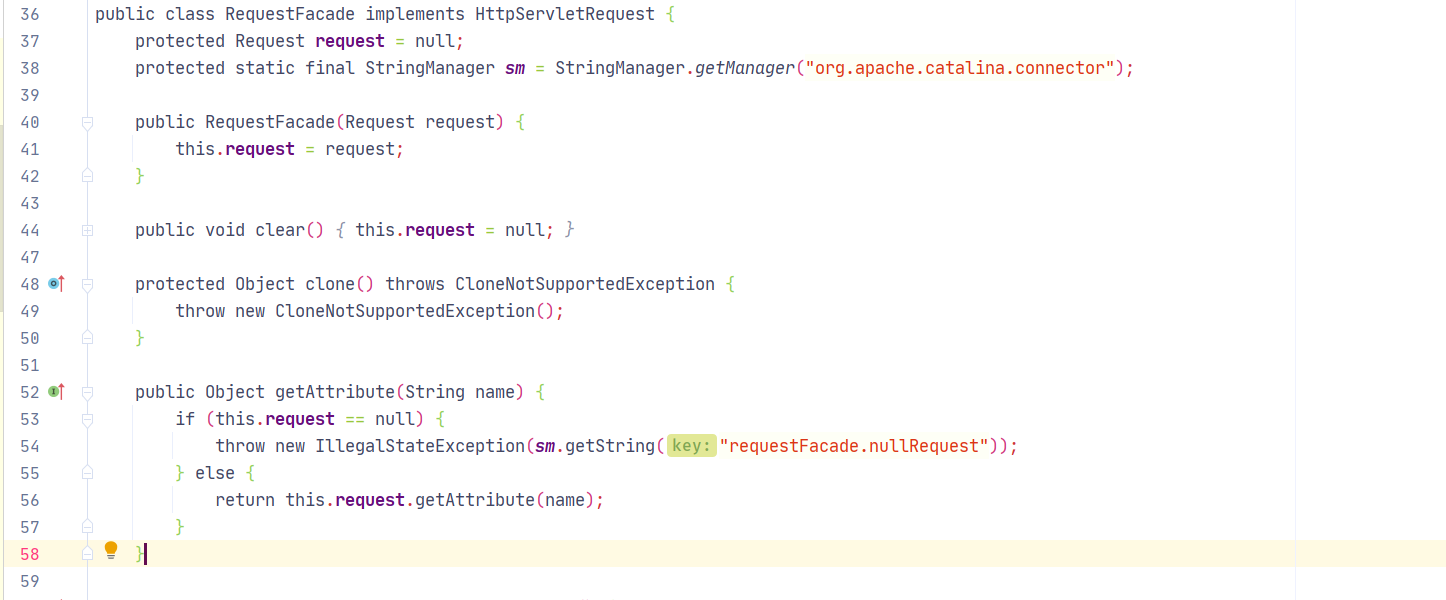 36 public class RequestFacade implements HttpServletRequest {
37     protected Request request = null;
38     protected static final StringManager sm = StringManager.getManager("org.apache.catalina.connector");
39
40     public RequestFacade(Request request) {
41         this.request = request;
42     }
43
44     public void clear() { this.request = null; }
47
48     protected Object clone() throws CloneNotSupportedException {
49         throw new CloneNotSupportedException();
50     }
51
52     public Object getAttribute(String name) {
53         if (this.request == null) {
54             throw new IllegalStateException(sm.getString( key: "requestFacade.nullRequest"));
55         } else {
56             return this.request.getAttribute(name);
57         }
58     }
59